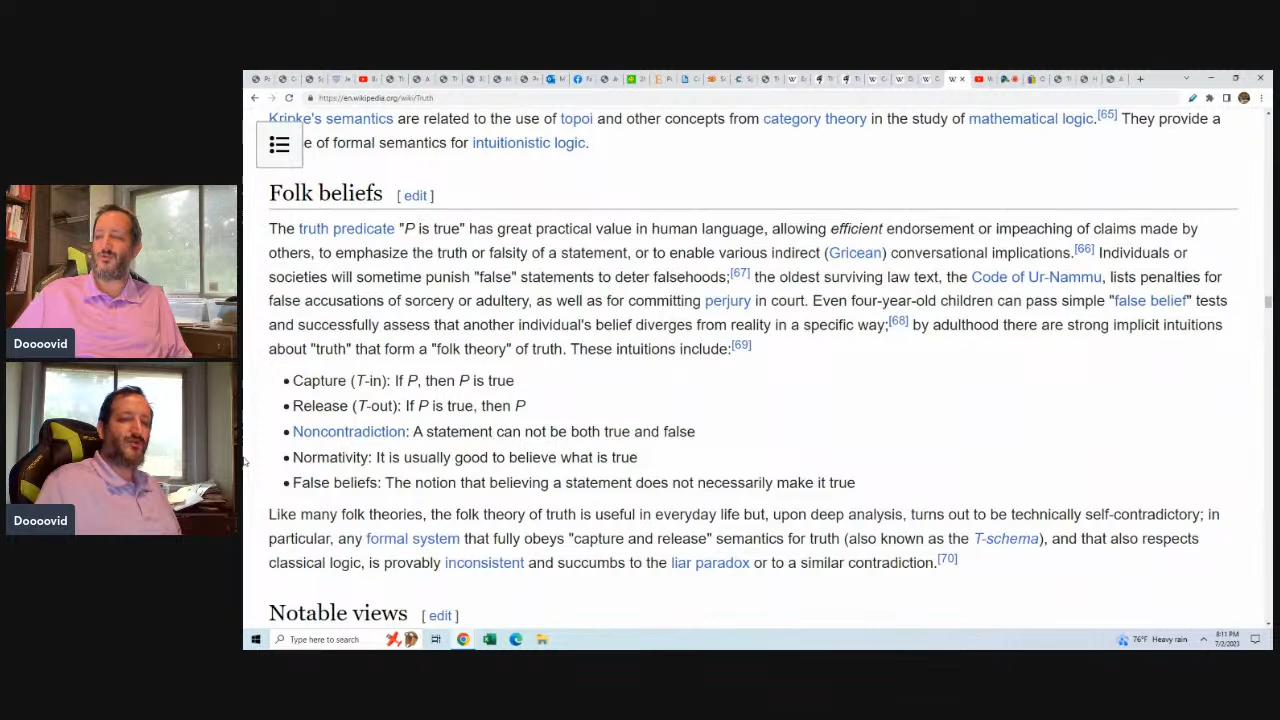 https://en.wikipedia.org/wiki/Truth
Kripke's semantics are related to the use of topoi and other concepts from category theory in the study of mathematical logic.[65] They provide a
e of formal semantics for intuitionistic logic.
Folk beliefs [ edit ]
The truth predicate "P is true" has great practical value in human language, allowing efficient endorsement or impeaching of claims made by
others, to emphasize the truth or falsity of a statement, or to enable various indirect (Gricean) conversational implications.[66] Individuals or
societies will sometime punish "false" statements to deter falsehoods;[67] the oldest surviving law text, the Code of Ur-Nammu, lists penalties for
false accusations of sorcery or adultery, as well as for committing perjury in court. Even four-year-old children can pass simple "false belief" tests
and successfully assess that another individual's belief diverges from reality in a specific way;[68] by adulthood there are strong implicit intuitions
about "truth" that form a "folk theory" of truth. These intuitions include:[69]
• Capture (T-in): If P, then P is true
• Release (T-out): If P is true, then P
• Noncontradiction: A statement can not be both true and false
• Normativity: It is usually good to believe what is true
• False beliefs: The notion that believing a statement does not necessarily make it true
Like many folk theories, the folk theory of truth is useful in everyday life but, upon deep analysis, turns out to be technically self-contradictory; in
particular, any formal system that fully obeys "capture and release" semantics for truth (also known as the T-schema), and that also respects
classical logic, is provably inconsistent and succumbs to the liar paradox or to a similar contradiction.[70]
Notable views [ edit ]
Doooovid
Doooovid
Type here to search
76°F Heavy rain
8:11 PM
7/2/2023